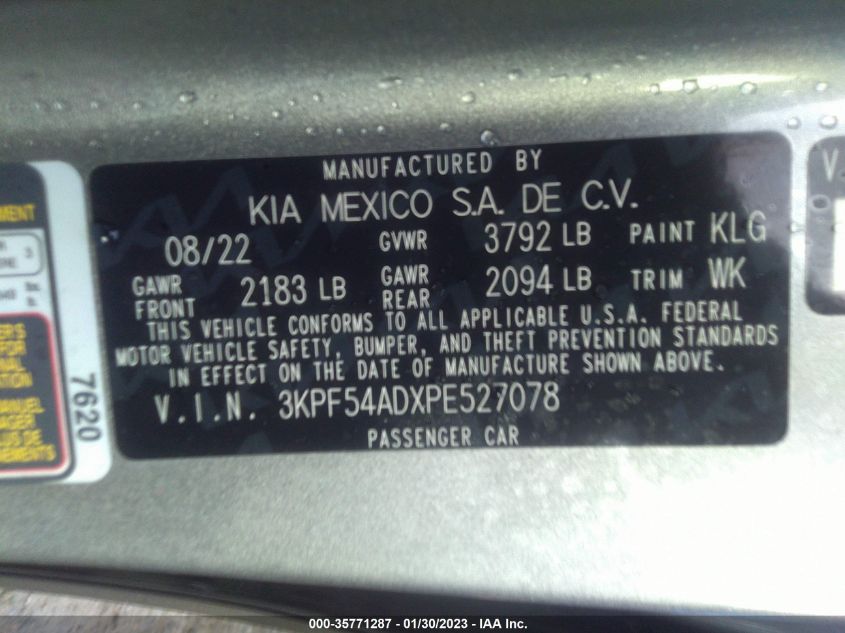 MANUFACTURED BY
KIA MEXICO S.A. DE C.V.
08/22 GVWR 3792 LB PAINT KLG
GAWR FRONT 2183 LB GAWR REAR 2094 LB TRIM WK
THIS VEHICLE CONFORMS TO ALL APPLICABLE U.S.A. FEDERAL
MOTOR VEHICLE SAFETY, BUMPER, AND THEFT PREVENTION STANDARDS
IN EFFECT ON THE DATE OF MANUFACTURE SHOWN ABOVE.
V.I.N. 3KPF54ADXPE527078
PASSENGER CAR
7620
000-35771287 - 01/30/2023 - IAA Inc.